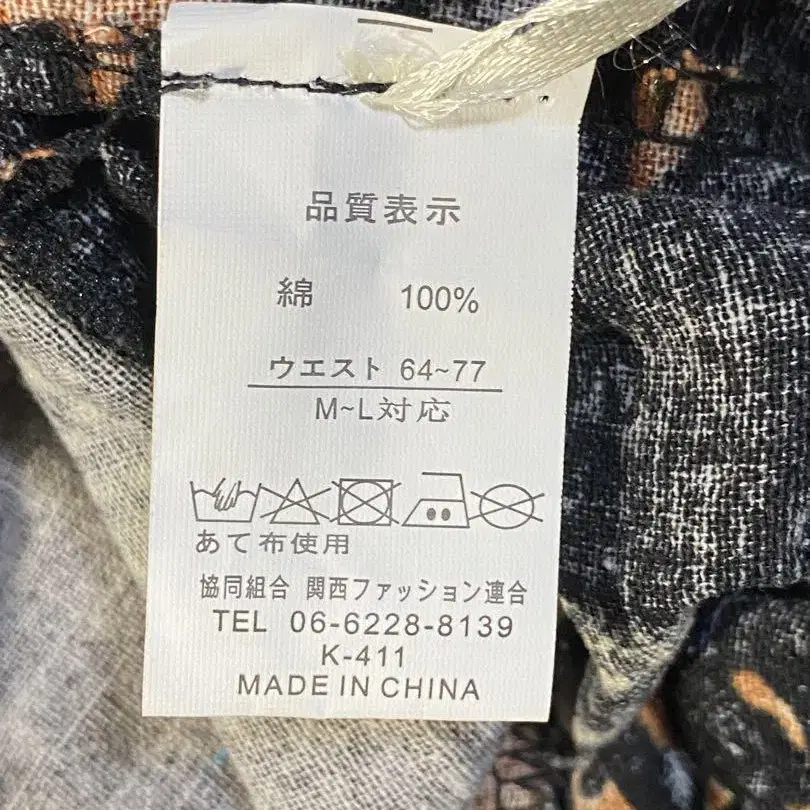 品質表示
綿 100%
ウエスト 64~77
M~L対応
あて布使用
協同組合 関西ファッション連合
TEL 06-6228-8139
K-411
MADE IN CHINA